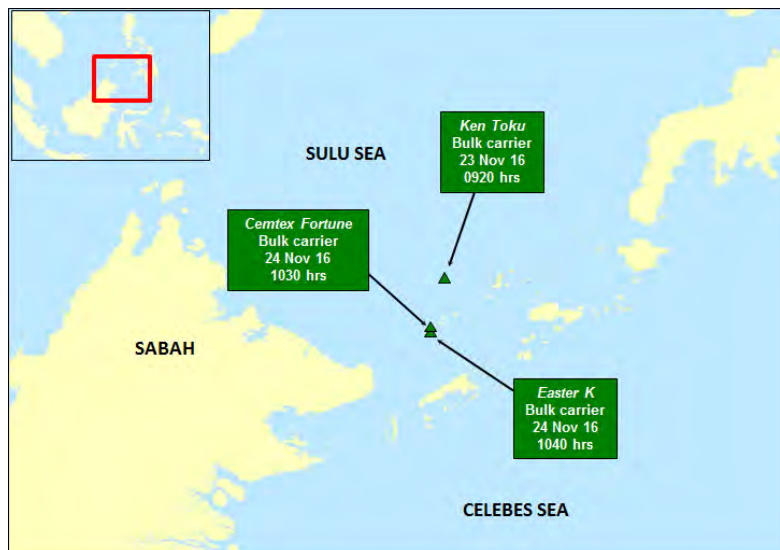 Ken Toku
Bulk carrier
23 Nov 16
0920 hrs
SULU SEA
Cemtex Fortune
Bulk carrier
24 Nov 16
1030 hrs
SABAH
Easter K
Bulk carrier
24 Nov 16
1040 hrs
CELEBES SEA